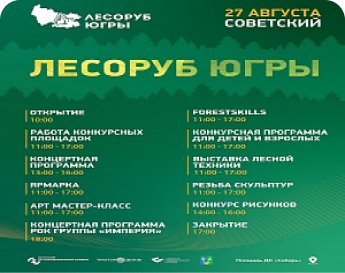 ЛЕСОРУБ
ЮГРЫ
27 АВГУСТА
СОВЕТСКИЙ
ЛЕСОРУБ ЮГРЫ
ОТКРЫТИЕ
10:00
РАБОТА КОНКУРСНЫХ
ПЛОЩАДОК
11:00 - 17:00
КОНЦЕРТНАЯ
ПРОГРАММА
13:00 - 16:00
ЯРМАРКА
11:00 - 17:00
АРТ МАСТЕР-КЛАСС
11:00 - 17:00
КОНЦЕРТНАЯ ПРОГРАММА
РОК ГРУППЫ «ИМПЕРИЯ»
18:00
FORESTSKILLS
11:00 - 17:00
КОНКУРСНАЯ ПРОГРАММА
ДЛЯ ДЕТЕЙ И ВЗРОСЛЫХ
11:00 - 17:00
ВЫСТАВКА ЛЕСНОЙ
ТЕХНИКИ
11:00 - 17:00
РЕЗЬБА СКУЛЬПТУР
11:00 - 17:00
КОНКУРС РИСУНКОВ
14:00 - 16:00
ЗАКРЫТИЕ
17:00